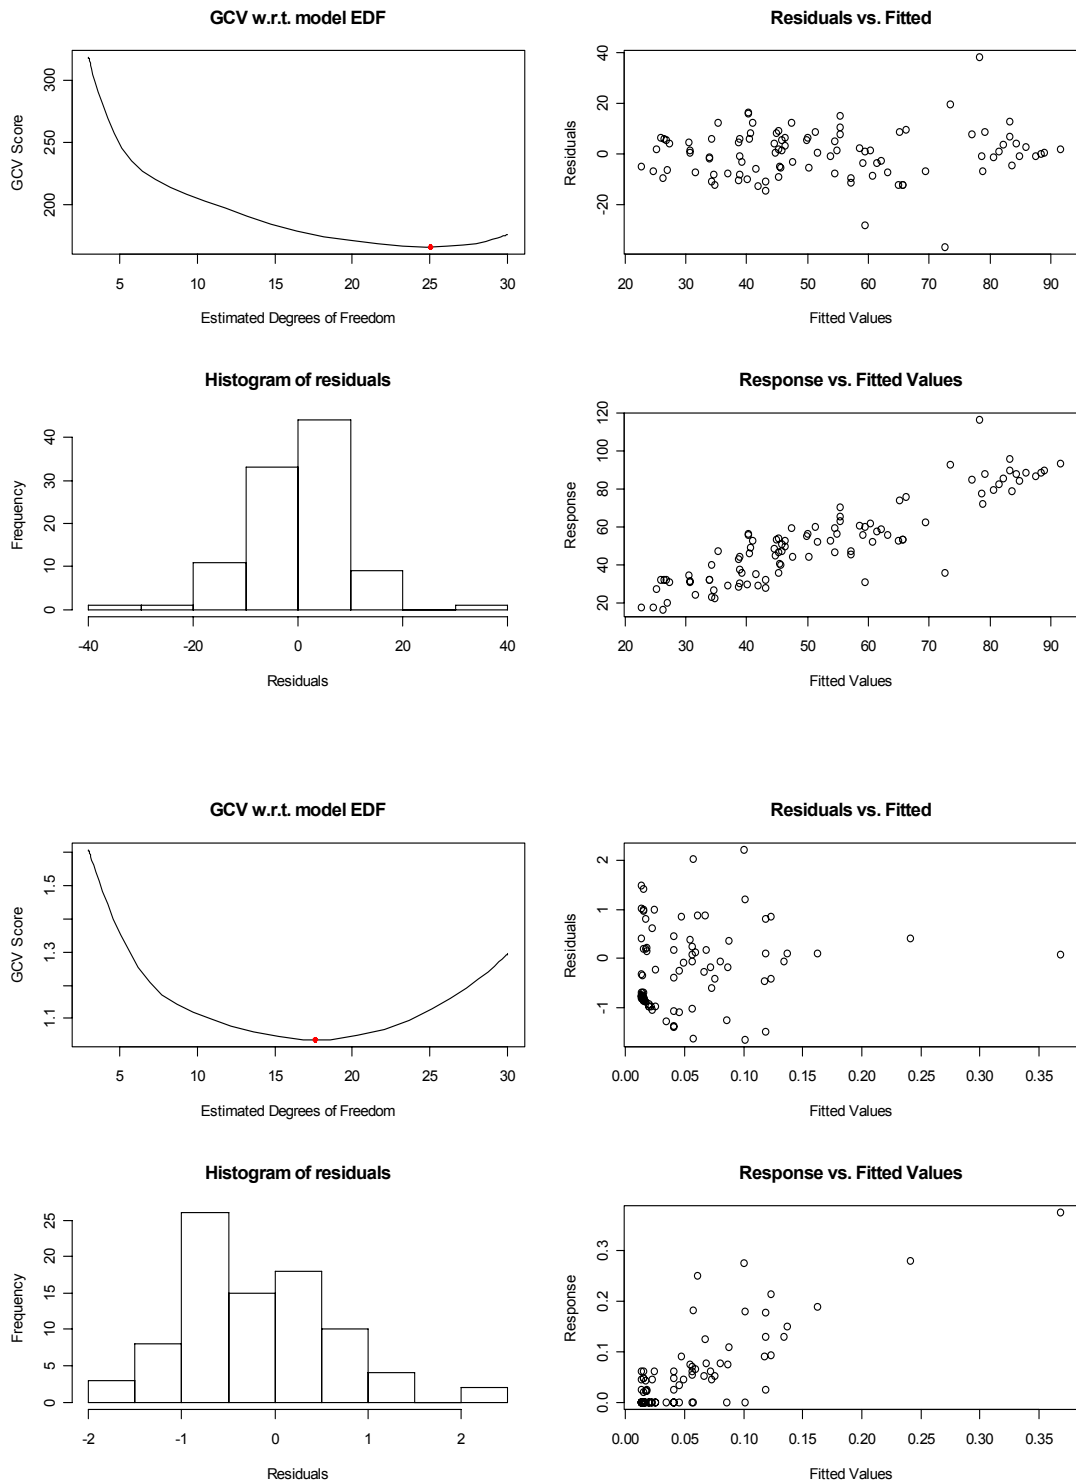 GCV w.r.t. model EDF
GCV Score
300
250
200
5 10 15 20 25 30
Estimated Degrees of Freedom
Residuals vs. Fitted
Residuals
40
20
0
-20
20 30 40 50 60 70 80 90
Fitted Values
Histogram of residuals
Frequency
40
30
20
10
0
-40 -20 0 20 40
Residuals
Response vs. Fitted Values
Response
120
100
80
60
40
20
20 30 40 50 60 70 80 90
Fitted Values
GCV w.r.t. model EDF
GCV Score
1.5
1.3
1.1
5 10 15 20 25 30
Estimated Degrees of Freedom
Residuals vs. Fitted
Residuals
2
1
0
-1
0.00 0.05 0.10 0.15 0.20 0.25 0.30 0.35
Fitted Values
Histogram of residuals
Frequency
25
20
15
10
5
0
-2 -1 0 1 2
Residuals
Response vs. Fitted Values
Response
0.3
0.2
0.1
0.0
0.00 0.05 0.10 0.15 0.20 0.25 0.30 0.35
Fitted Values